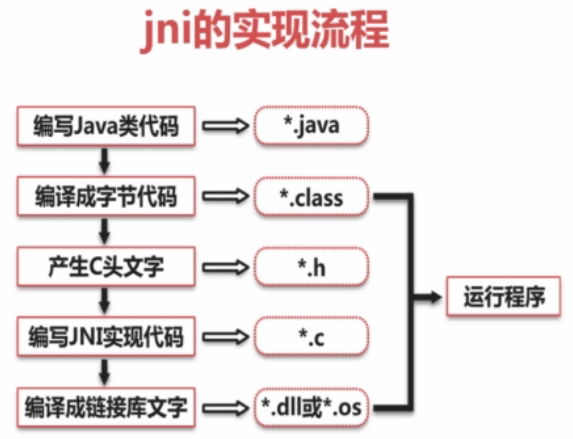 jni的实现流程
编写Java类代码
*.java
编译成字节代码
*.class
产生C头文字
*.h
运行程序
编写JNI实现代码
*.c
编译成链接库文字
*.dll或*.os